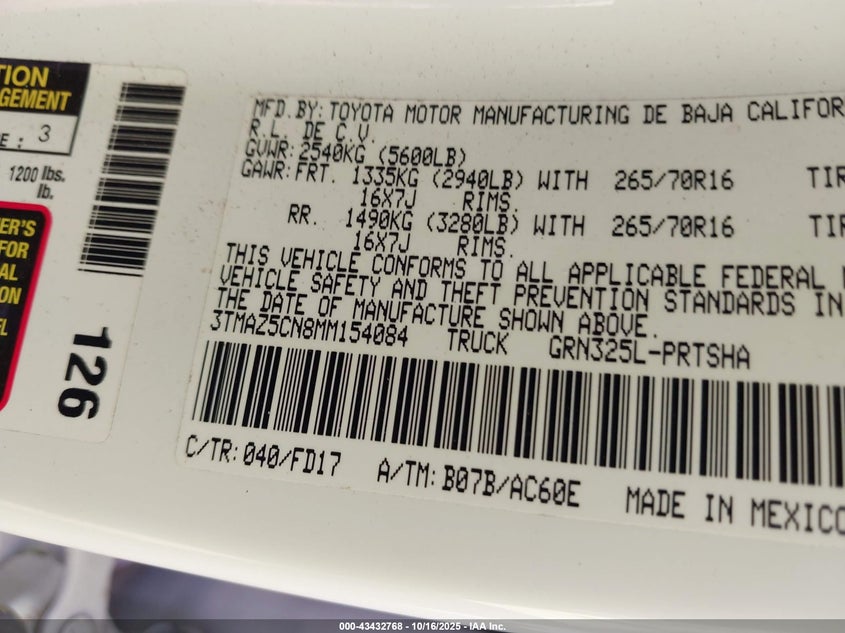 TION
GEMENT
E : 3
1200 lbs.
lb.
ER'S
FOR
AL
ON
EL
126
MFD.BY:TOYOTA MOTOR MANUFACTURING DE BAJA CALIFOR
R.L. DE C.V.
GVWR:2540KG (5600LB)
GAWR:FRT. 1335KG (2940LB) WITH 265/70R16 TIR
16X7J RIMS.
RR. 1490KG (3280LB) WITH 265/70R16 TIR
16X7J RIMS.
THIS VEHICLE CONFORMS TO ALL APPLICABLE FEDERAL
VEHICLE SAFETY AND THEFT PREVENTION STANDARDS IN
THE DATE OF MANUFACTURE SHOWN ABOVE.
3TMAZ5CN8MM154084 TRUCK GRN325L-PRTSHA
C/TR:040/FD17 A/TM:B07B/AC60E MADE IN MEXICO
000-43432768 - 10/16/2025 - IAA Inc.